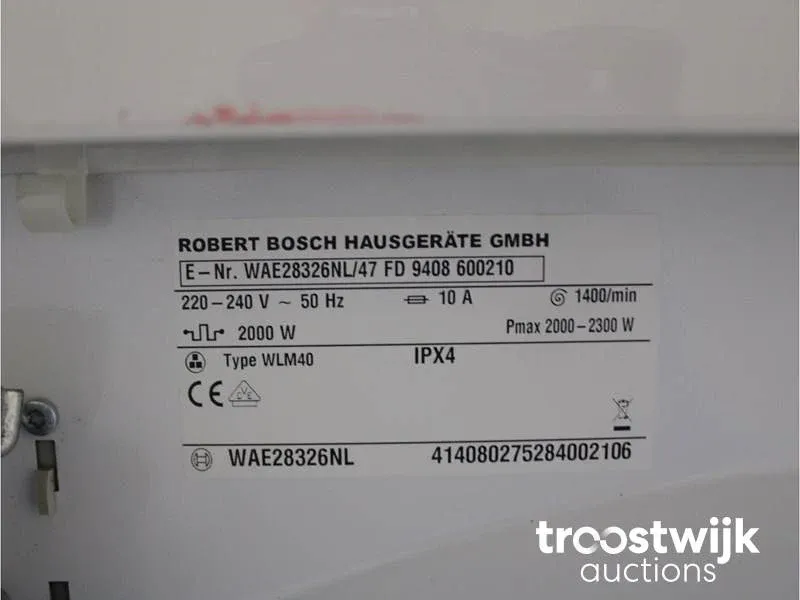 ROBERT BOSCH HAUSGERÄTE GMBH
E-Nr. WAE28326NL/47 FD 9408 600210
220-240 V ~ 50 Hz 10 A 1400/min
2000 W Pmax 2000-2300 W
Type WLM40 IPX4
CE
WAE28326NL 414080275284002106
troostwijk
auctions